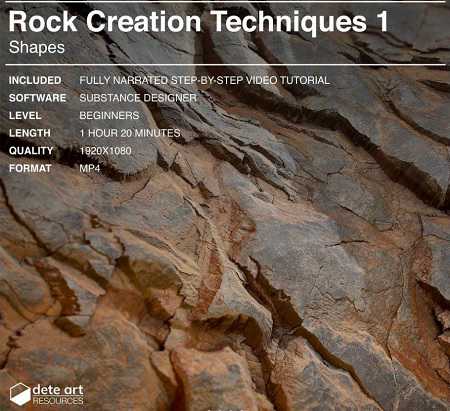 Rock Creation Techniques 1
Shapes
INCLUDED FULLY NARRATED STEP-BY-STEP VIDEO TUTORIAL
SOFTWARE SUBSTANCE DESIGNER
LEVEL BEGINNERS
LENGTH 1 HOUR 20 MINUTES
QUALITY 1920X1080
FORMAT MP4
dete art
RESOURCES